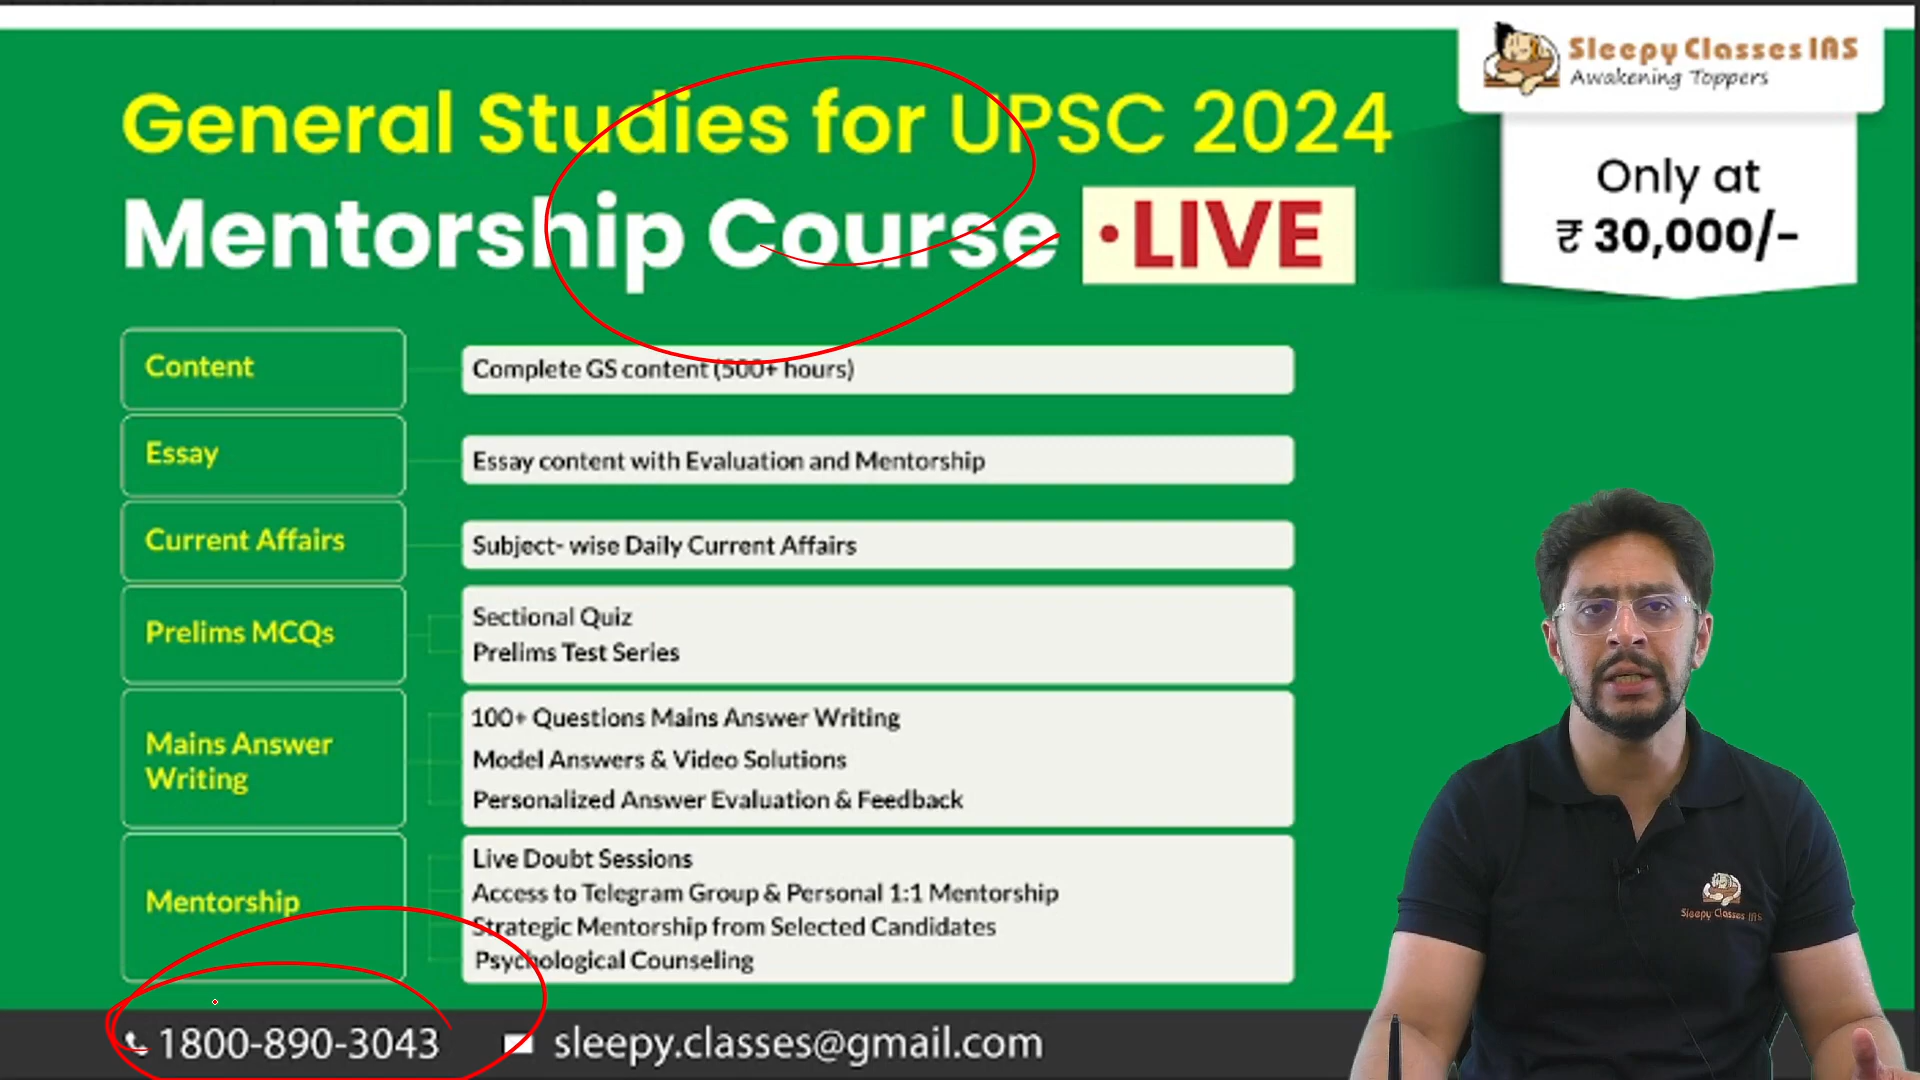 Sleepy Classes IAS
Awakening Toppers
General Studies for UPSC 2024
Mentorship Course • LIVE
Only at
₹ 30,000/-
Content
Complete GS content (500+ hours)
Essay
Essay content with Evaluation and Mentorship
Current Affairs
Subject- wise Daily Current Affairs
Prelims MCQs
Sectional Quiz
Prelims Test Series
Mains Answer
Writing
100+ Questions Mains Answer Writing
Model Answers & Video Solutions
Personalized Answer Evaluation & Feedback
Mentorship
Live Doubt Sessions
Access to Telegram Group & Personal 1:1 Mentorship
Strategic Mentorship from Selected Candidates
Psychological Counseling
Sleepy Classes IAS
1800-890-3043
sleepy.classes@gmail.com